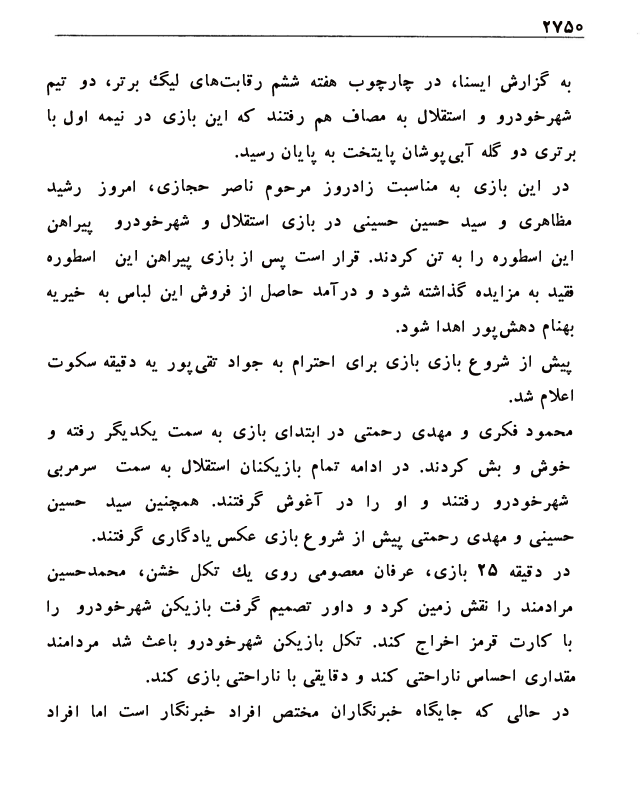 ۲۷۵۰
به گزارش ایسنا، در چارچوب هفته ششم رقابت‌های لیگ برتر، دو تیم
شهرخودرو و استقلال به مصاف هم رفتند که این بازی در نیمه اول با
برتری دو گله آبی‌پوشان پایتخت به پایان رسید.
در این بازی به مناسبت زادروز مرحوم ناصر حجازی، امروز رشید
مظاهری و سید حسین حسینی در بازی استقلال و شهرخودرو پیراهن
این اسطوره را به تن کردند. قرار است پس از بازی پیراهن این اسطوره
فقید به مزایده گذاشته شود و درآمد حاصل از فروش این لباس به خیریه
بهنام دهش‌پور اهدا شود.
پیش از شروع بازی بازی برای احترام به جواد تقی‌پور یه دقیقه سکوت
اعلام شد.
محمود فکری و مهدی رحمتی در ابتدای بازی به سمت یکدیگر رفته و
خوش و بش کردند. در ادامه تمام بازیکنان استقلال به سمت سرمربی
شهرخودرو رفتند و او را در آغوش گرفتند. همچنین سید حسین
حسینی و مهدی رحمتی پیش از شروع بازی عکس یادگاری گرفتند.
در دقیقه ۲۵ بازی، عرفان معصومی روی یك تکل خشن، محمدحسین
مرادمند را نقش زمین کرد و داور تصمیم گرفت بازیکن شهرخودرو را
با کارت قرمز اخراج کند. تکل بازیکن شهرخودرو باعث شد مردامند
مقداری احساس ناراحتی کند و دقایقی با ناراحتی بازی کند.
در حالی که جایگاه خبرنگاران مختص افراد خبرنگار است اما افراد